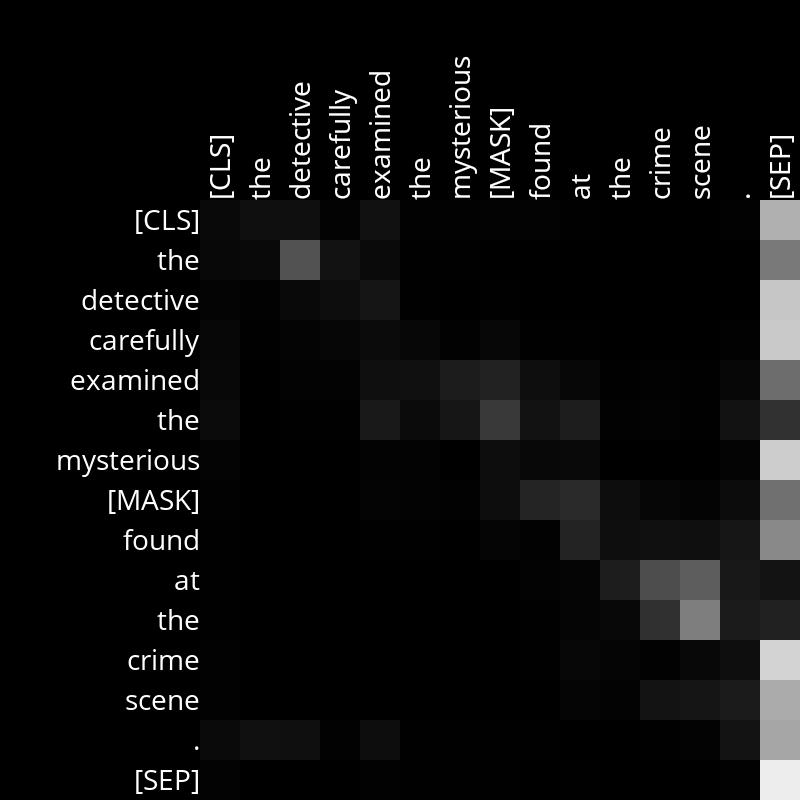 [CLS]
the
detective
carefully
examined
the
mysterious
[MASK]
found
at
the
crime
scene
.
[SEP]
[CLS]
the
detective
carefully
examined
the
mysterious
[MASK]
found
at
the
crime
scene
.
[SEP]